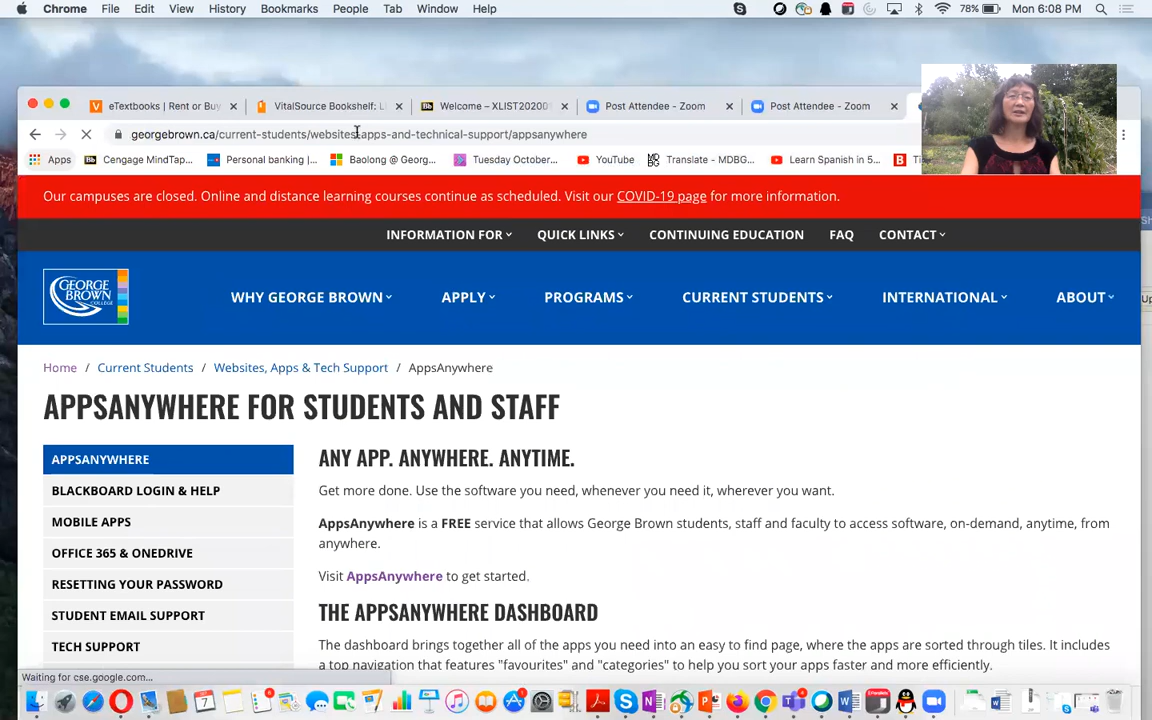 Chrome File Edit View History Bookmarks People Tab Window Help 78% Mon 6:08 PM
eTextbooks | Rent or Buy VitalSource Bookshelf: Welcome – XLIST2020 Post Attendee - Zoom Post Attendee - Zoom
georgebrown.ca/current-students/websites-apps-and-technical-support/appsanywhere
Apps Cengage MindTap... Personal banking |... Baolong @ Georg... Tuesday October... YouTube Translate - MDBG... Learn Spanish in 5...
Our campuses are closed. Online and distance learning courses continue as scheduled. Visit our COVID-19 page for more information.
INFORMATION FOR QUICK LINKS CONTINUING EDUCATION FAQ CONTACT
GEORGE BROWN COLLEGE
WHY GEORGE BROWN APPLY PROGRAMS CURRENT STUDENTS INTERNATIONAL ABOUT
Home / Current Students / Websites, Apps & Tech Support / AppsAnywhere
APPSANYWHERE FOR STUDENTS AND STAFF
APPSANYWHERE
BLACKBOARD LOGIN & HELP
MOBILE APPS
OFFICE 365 & ONEDRIVE
RESETTING YOUR PASSWORD
STUDENT EMAIL SUPPORT
TECH SUPPORT
ANY APP. ANYWHERE. ANYTIME.
Get more done. Use the software you need, whenever you need it, wherever you want.
AppsAnywhere is a FREE service that allows George Brown students, staff and faculty to access software, on-demand, anytime, from
anywhere.
Visit AppsAnywhere to get started.
THE APPSANYWHERE DASHBOARD
The dashboard brings together all of the apps you need into an easy to find page, where the apps are sorted through tiles. It includes
a top navigation that features "favourites" and "categories" to help you sort your apps faster and more efficiently.
Waiting for cse.google.com...